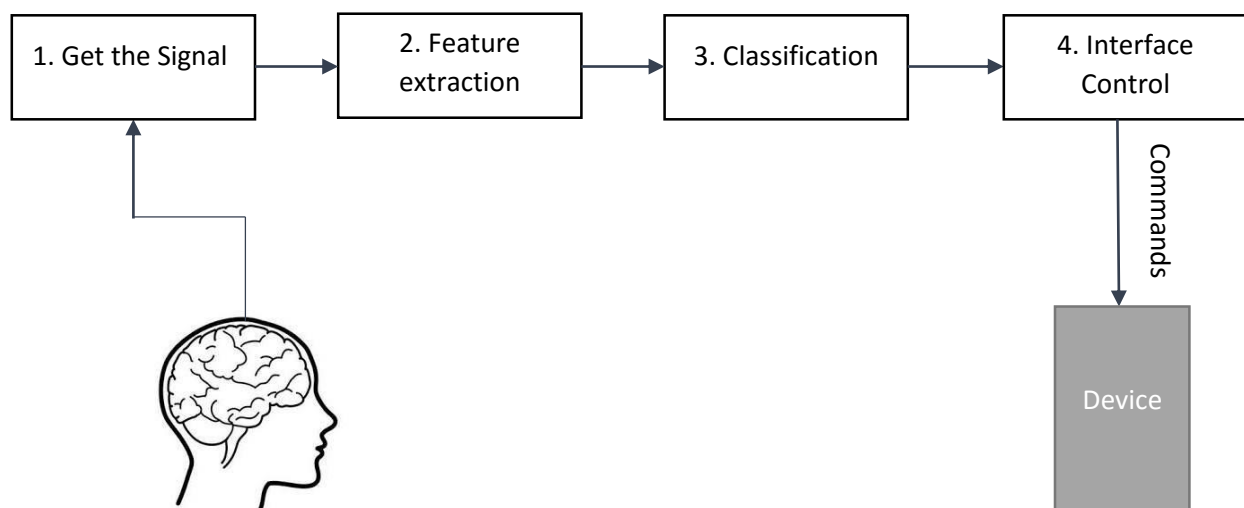 1. Get the Signal
2. Feature
extraction
3. Classification
4. Interface
Control
Commands
Device